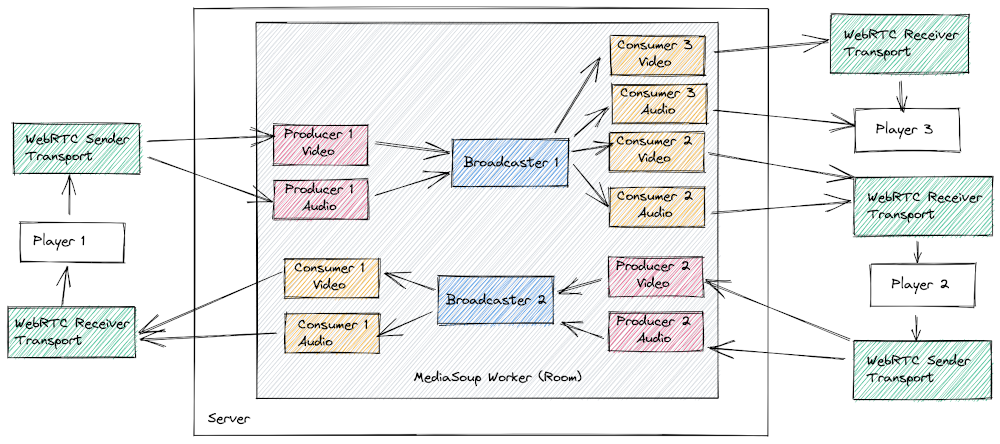 WebRTC Sender
Transport
Player 1
WebRTC Receiver
Transport
Producer 1
Video
Producer 1
Audio
Broadcaster 1
Consumer 3
Video
Consumer 3
Audio
Consumer 2
Video
Consumer 2
Audio
Consumer 1
Video
Consumer 1
Audio
Broadcaster 2
Producer 2
Video
Producer 2
Audio
MediaSoup Worker (Room)
Server
WebRTC Receiver
Transport
Player 3
WebRTC Receiver
Transport
Player 2
WebRTC Sender
Transport